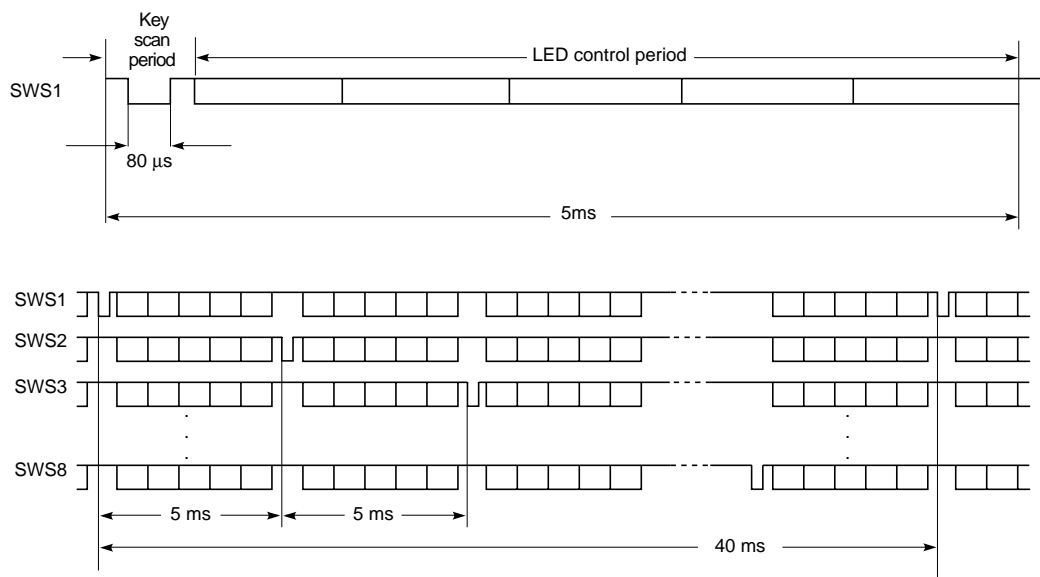 Key
scan
period
LED control period
SWS1
80 μs
5ms
SWS1
SWS2
SWS3
SWS8
5 ms
5 ms
40 ms